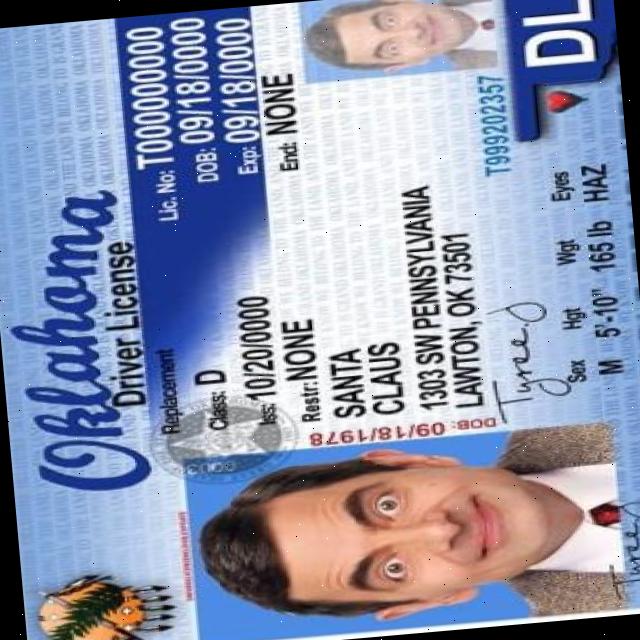 Oklahoma
Driver License
Lic. No: T000000000
DOB: 09/18/0000
Exp: 09/18/0000
End: NONE
Replacement
Class: D
Iss: 10/20/0000
Restr: NONE
SANTA
CLAUS
1303 SW PENNSYLVANIA
LAWTON, OK 73501
DOB: 09/18/1978
T999202357
DL
Sex Hgt Wgt Eyes
M 5'-10" 165 lb HAZ